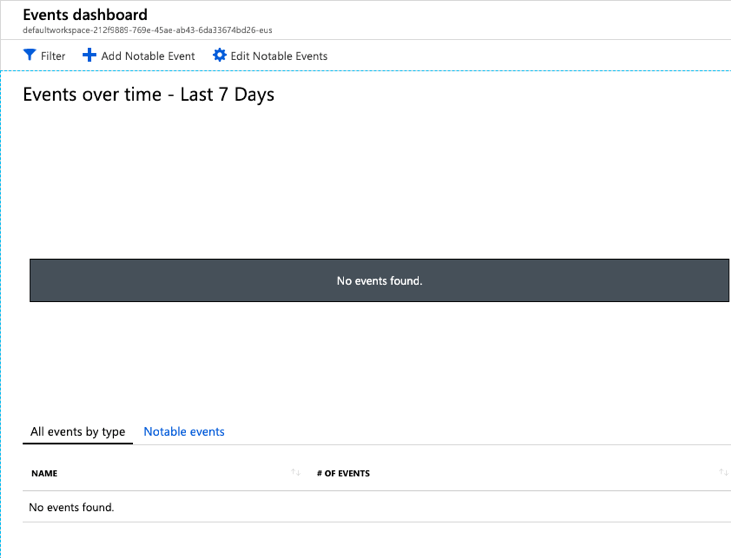 Events dashboard
defaultworkspace-212f9889-769e-45ae-ab43-6da33674bd26-eus
Filter Add Notable Event Edit Notable Events
Events over time - Last 7 Days
No events found.
All events by type Notable events
NAME # OF EVENTS
No events found.